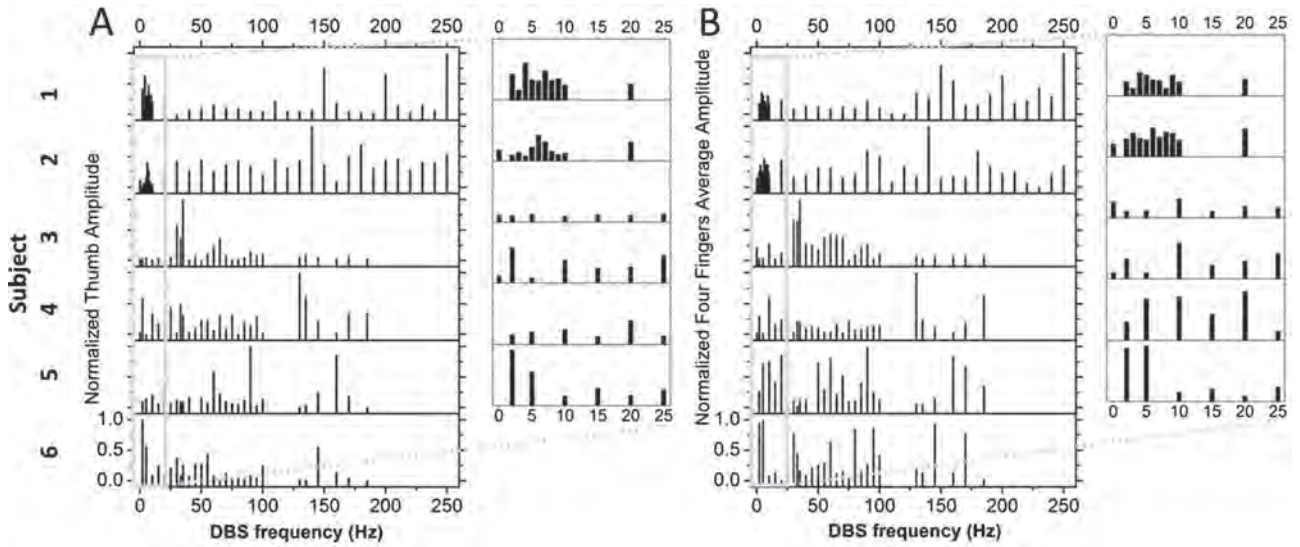 A
B
0 50 100 150 200 250
0 5 10 15 20 25
0 50 100 150 200 250
0 5 10 15 20 25
Subject
1
2
3
4
5
6
Normalized Thumb Amplitude
1.0
0.5
0.0
0 50 100 150 200 250
DBS frequency (Hz)
0 5 10 15 20 25
Normalized Four Fingers Average Amplitude
1.0
0.5
0.0
0 50 100 150 200 250
DBS frequency (Hz)
0 5 10 15 20 25